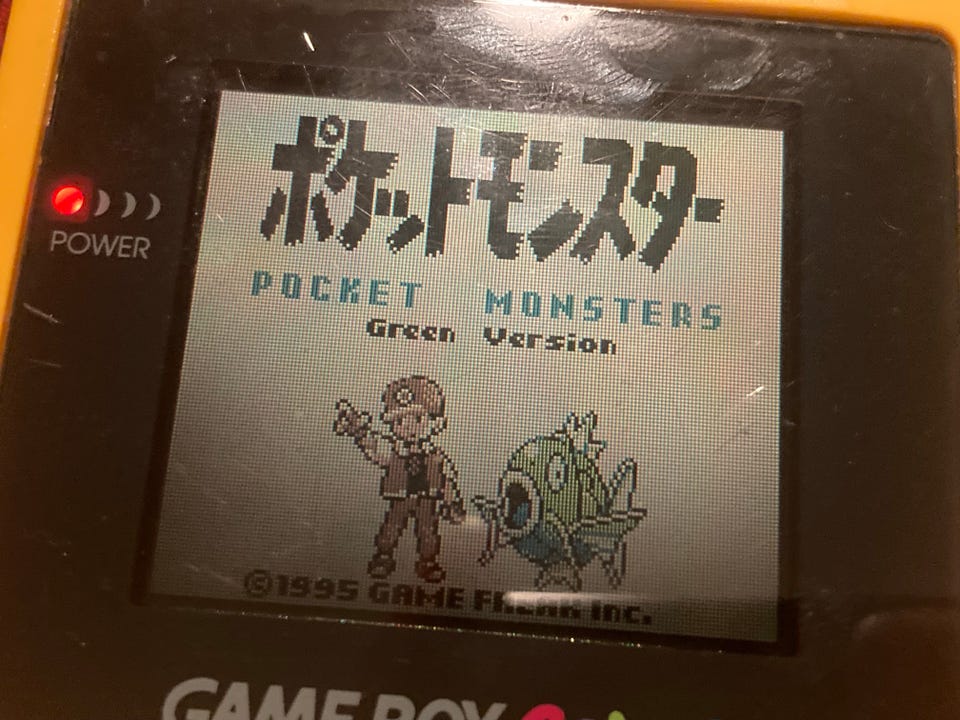 ポケットモンスター
POCKET MONSTERS
Green Version
©1995 GAME FREAK inc.
POWER
GAME BOY